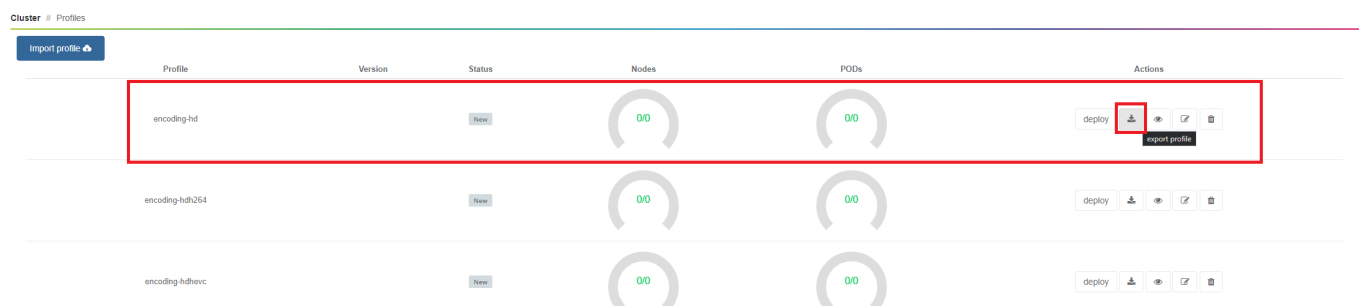 Cluster // Profiles
Import profile
Profile Version Status Nodes PODs Actions
encoding-hd New 0/0 0/0 deploy
export profile
encoding-hdh264 New 0/0 0/0 deploy
encoding-hdhevc New 0/0 0/0 deploy